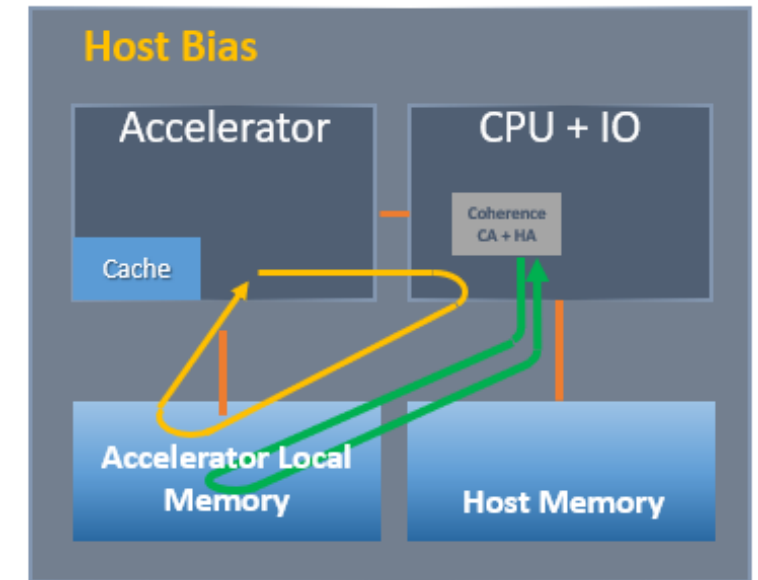 Host Bias
Accelerator
CPU + IO
Coherence
CA + HA
Cache
Accelerator Local
Memory
Host Memory